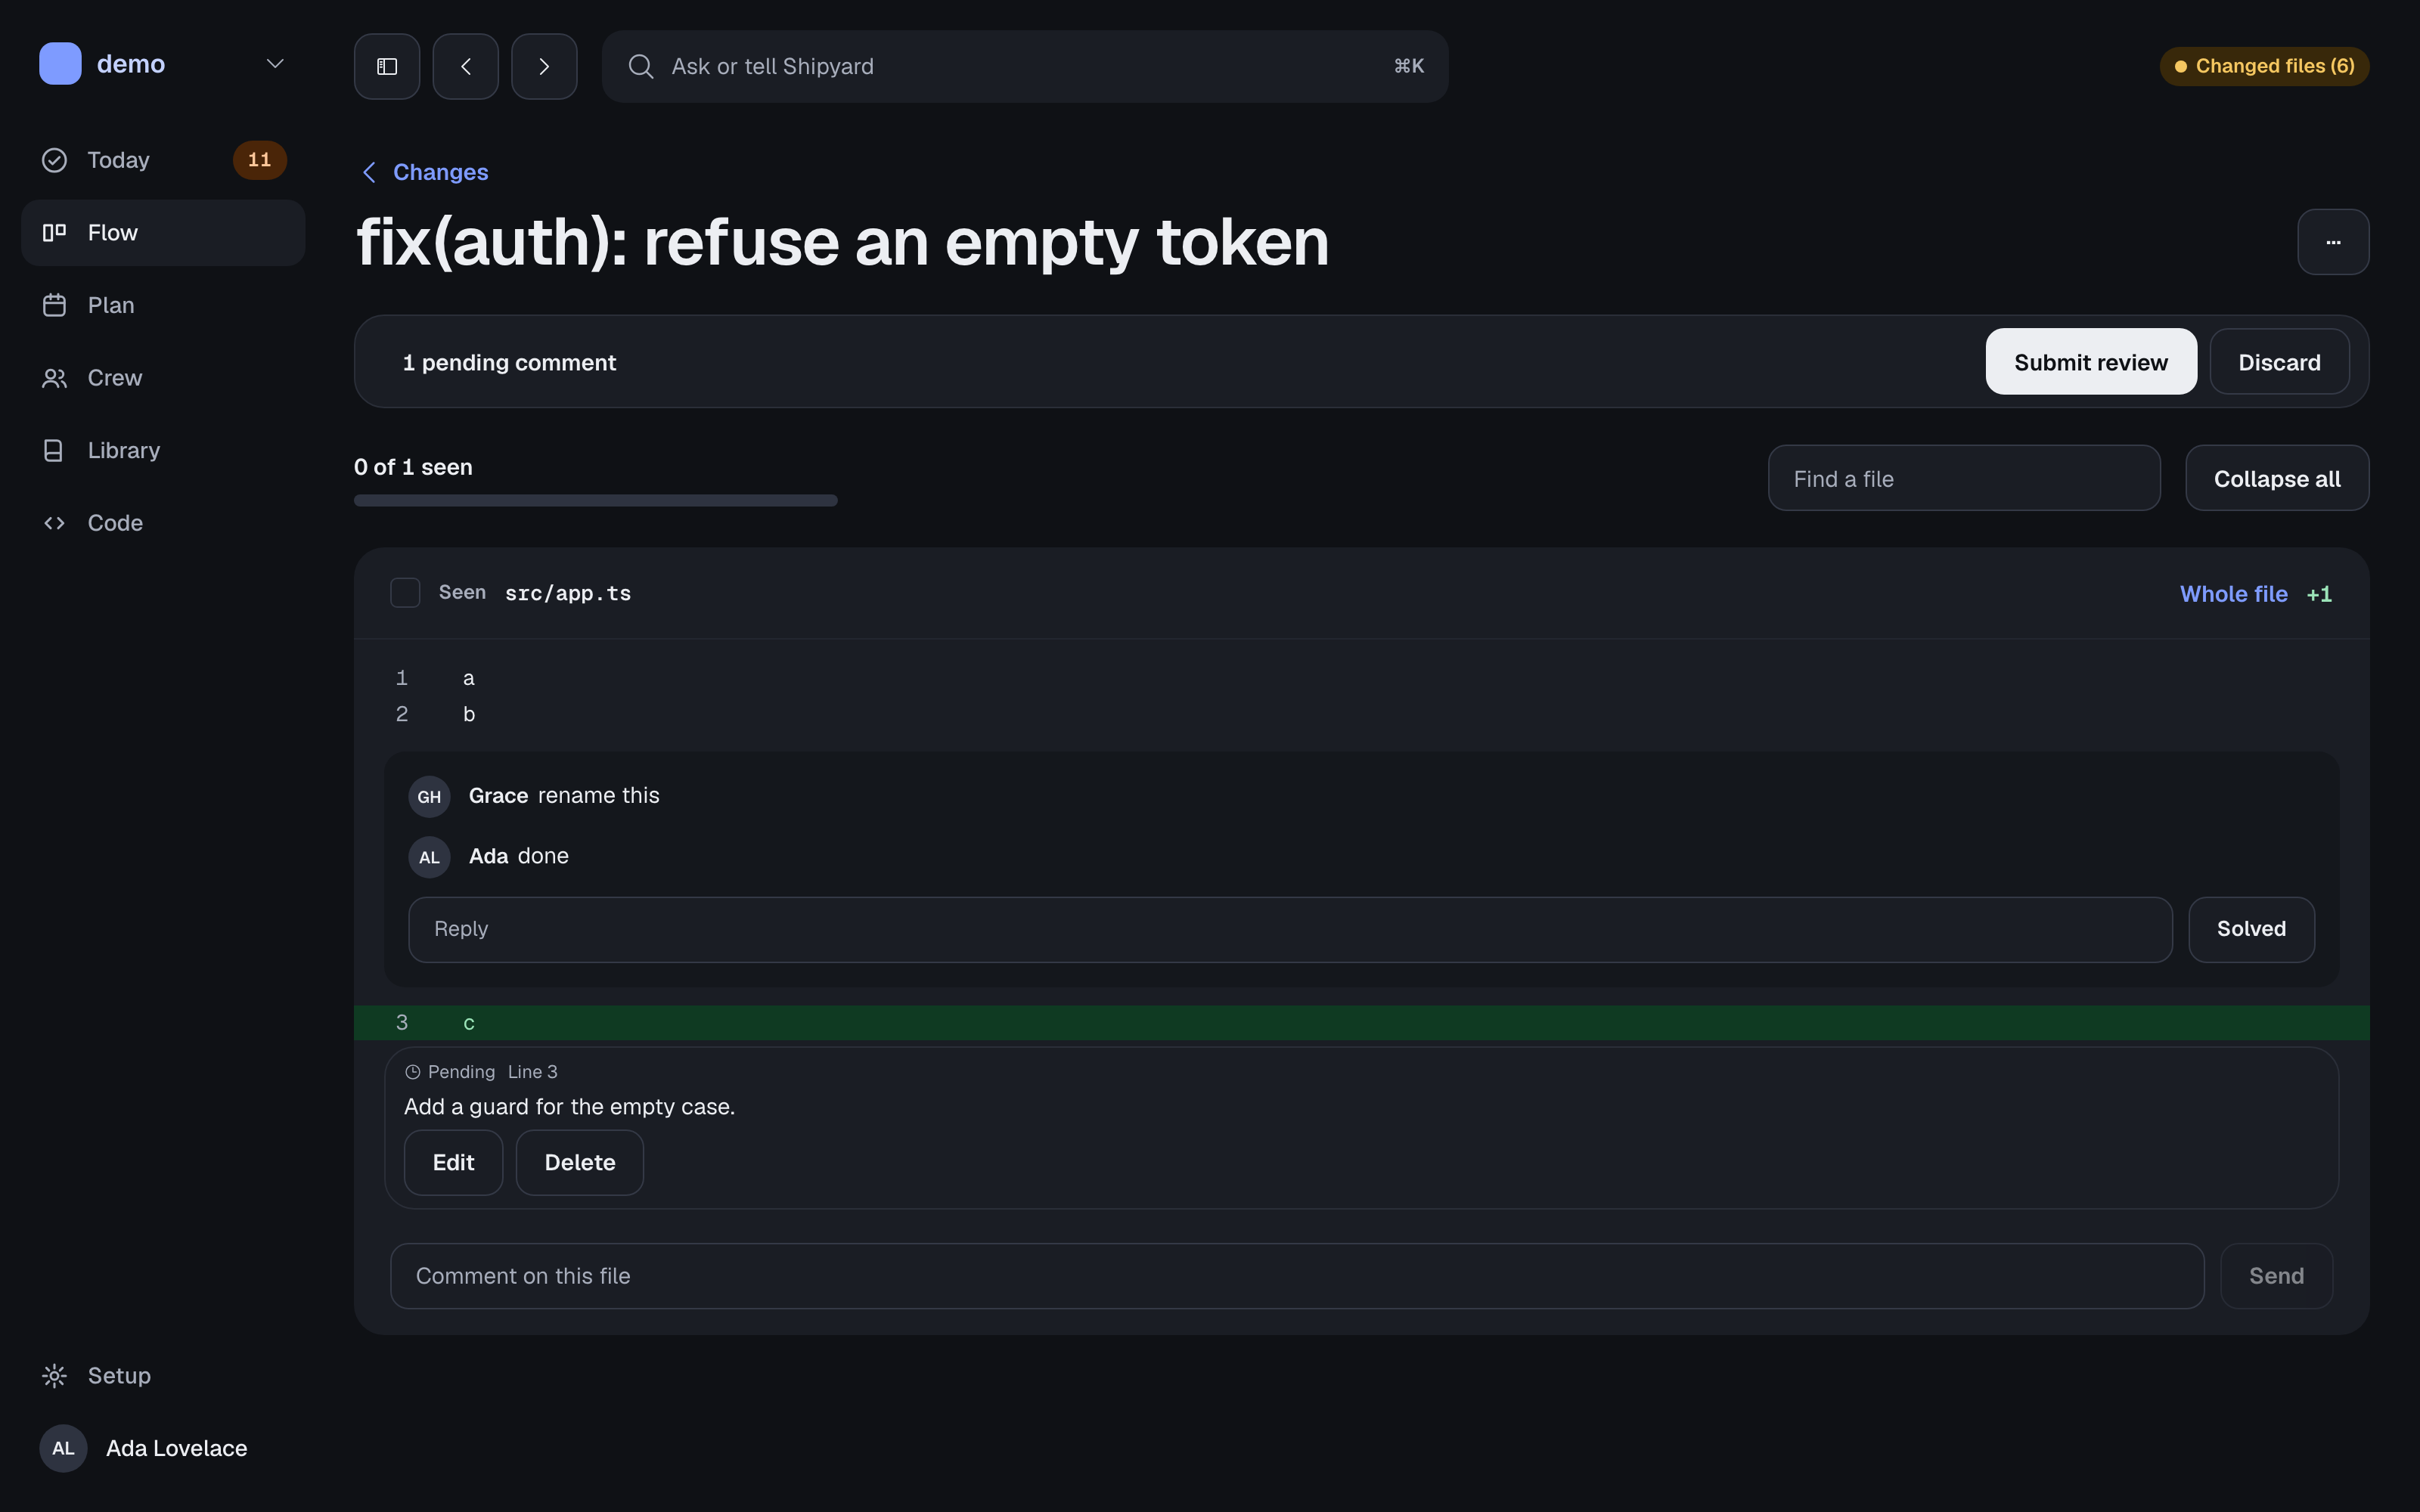 demo
Ask or tell Shipyard ⌘K
Changed files (6)
Today 11
Flow
Plan
Crew
Library
Code
Changes
fix(auth): refuse an empty token
...
1 pending comment
Submit review
Discard
0 of 1 seen
Find a file
Collapse all
Seen src/app.ts
Whole file +1
1 a
2 b
GH Grace rename this
AL Ada done
Reply
Solved
3 c
Pending Line 3
Add a guard for the empty case.
Edit
Delete
Comment on this file
Send
Setup
AL Ada Lovelace